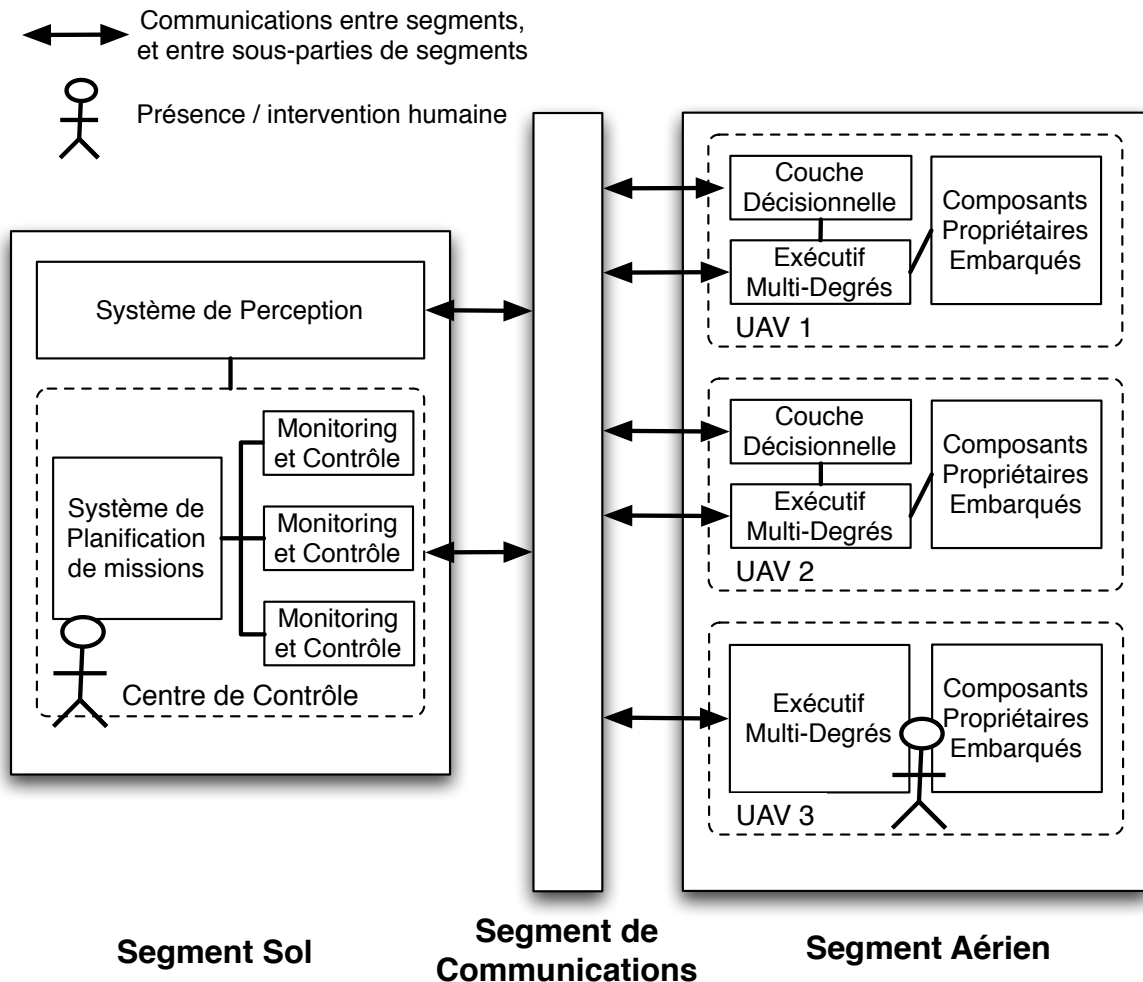 Communications entre segments,
et entre sous-parties de segments
Présence / intervention humaine
Système de Perception
Monitoring
et Contrôle
Système de
Planification
de missions
Monitoring
et Contrôle
Monitoring
et Contrôle
Centre de Contrôle
Segment Sol
Segment de
Communications
Couche
Décisionnelle
Exécutif
Multi-Degrés
Composants
Propriétaires
Embarqués
UAV 1
Couche
Décisionnelle
Exécutif
Multi-Degrés
Composants
Propriétaires
Embarqués
UAV 2
Exécutif
Multi-Degrés
Composants
Propriétaires
Embarqués
UAV 3
Segment Aérien